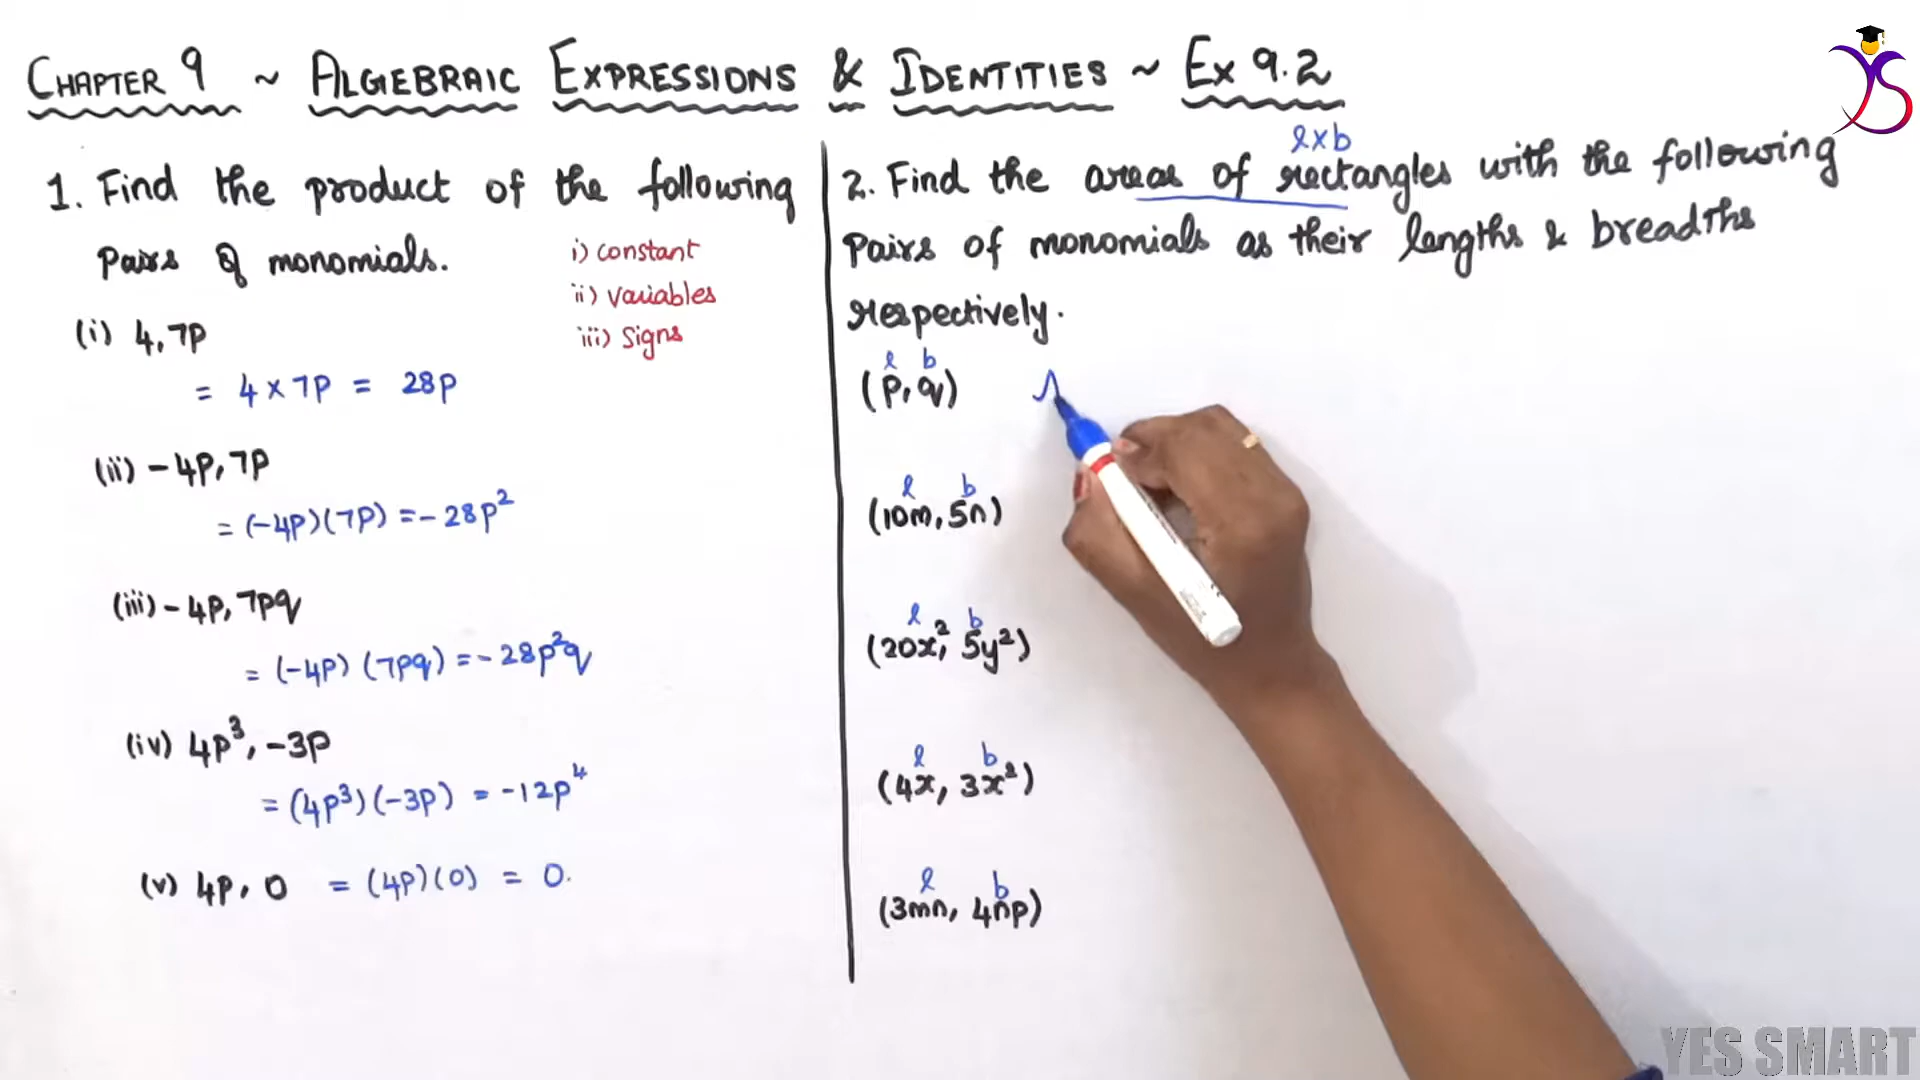 CHAPTER 9 ~ ALGEBRAIC EXPRESSIONS & IDENTITIES ~ Ex 9.2
1. Find the product of the following
Pairs of monomials.
i) constant
ii) variables
iii) Signs
(i) 4, 7p
= 4 × 7p = 28p
(ii) -4p, 7p
= (-4p)(7p) = -28p²
(iii) -4p, 7pq
= (-4p) (7pq) = -28p²q
(iv) 4p³, -3p
= (4p³)(-3p) = -12p⁴
(v) 4p, 0 = (4p)(0) = 0.
l×b
2. Find the areas of rectangles with the following
Pairs of monomials as their lengths & breadths
respectively.
l b
(p, q) A
l b
(10m, 5n)
l b
(20x², 5y²)
l b
(4x, 3x²)
l b
(3mn, 4np)
YS
YES SMART